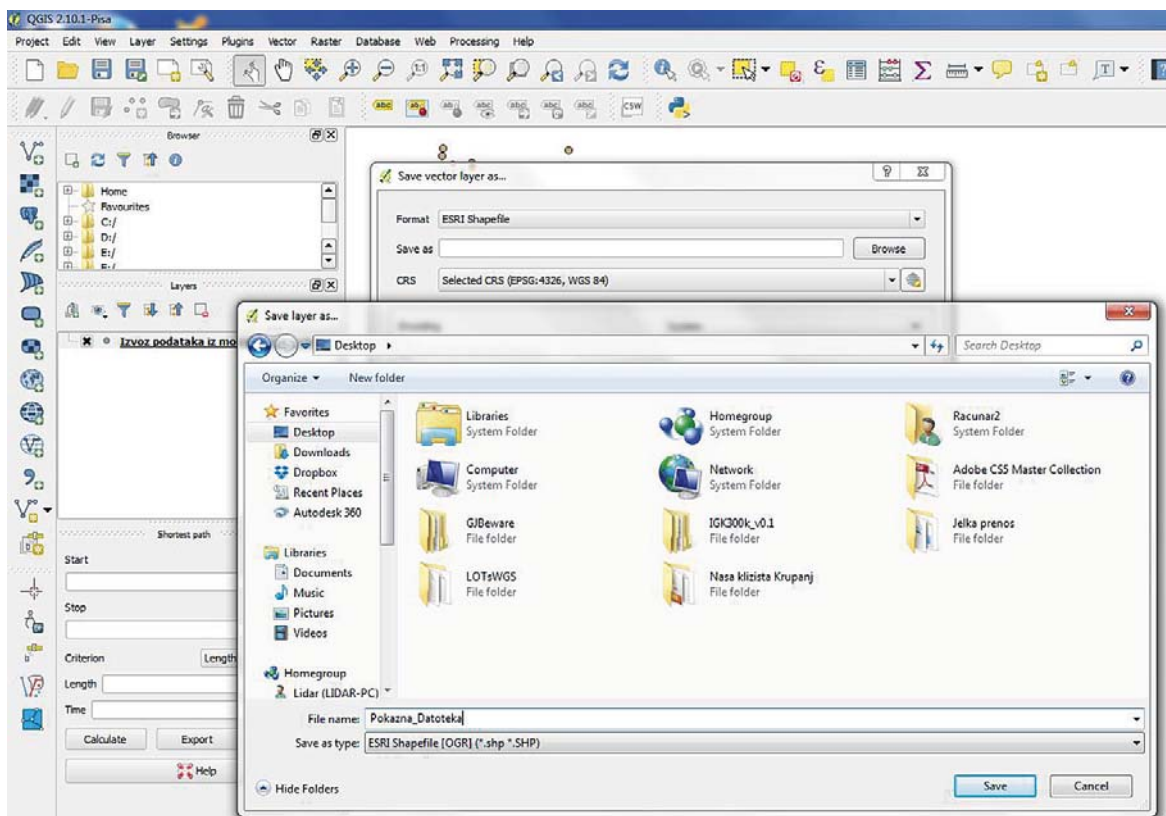 QGIS 2.10.1-Pisa
Project Edit View Layer Settings Plugins Vector Raster Database Web Processing Help
abc
CSW
Browser
Home
Favourites
C:/
D:/
E:/
Layers
Izvoz podataka iz mo
Save vector layer as...
Format ESRI Shapefile
Save as
Browse
CRS Selected CRS (EPSG:4326, WGS 84)
Save layer as...
Desktop
Search Desktop
Organize New folder
Favorites
Desktop
Downloads
Dropbox
Recent Places
Autodesk 360
Libraries
Documents
Music
Pictures
Videos
Homegroup
Lidar (LIDAR-PC)
Libraries
System Folder
Homegroup
System Folder
Racunar2
System Folder
Computer
System Folder
Network
System Folder
Adobe CS5 Master Collection
File folder
GJBeware
File folder
IGK300k_v0.1
File folder
Jelka prenos
File folder
LOTsWGS
File folder
Nasa klizista Krupanj
File folder
File name: Pokazna_Datoteka
Save as type: ESRI Shapefile [OGR] (*.shp *.SHP)
Hide Folders
Save
Cancel
Shortest path
Start
Stop
Criterion Length
Length
Time
Calculate
Export
Help